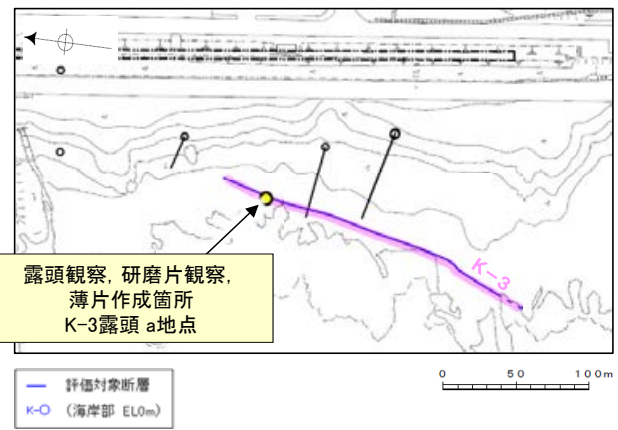 K-3
露頭観察，研磨片観察，
薄片作成箇所
K-3露頭 a地点
評価対象断層
K-○ （海岸部 EL0m）
0 50 100m